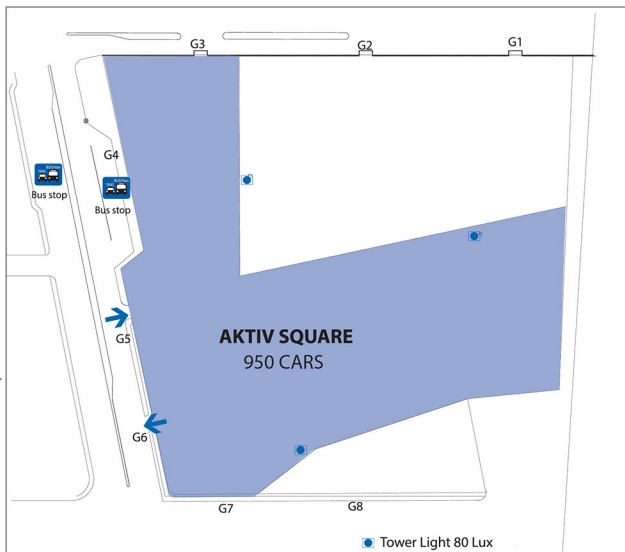 G3
G2
G1
G4
Bus stop
Bus stop
G5
AKTIV SQUARE
950 CARS
G6
G7
G8
Tower Light 80 Lux